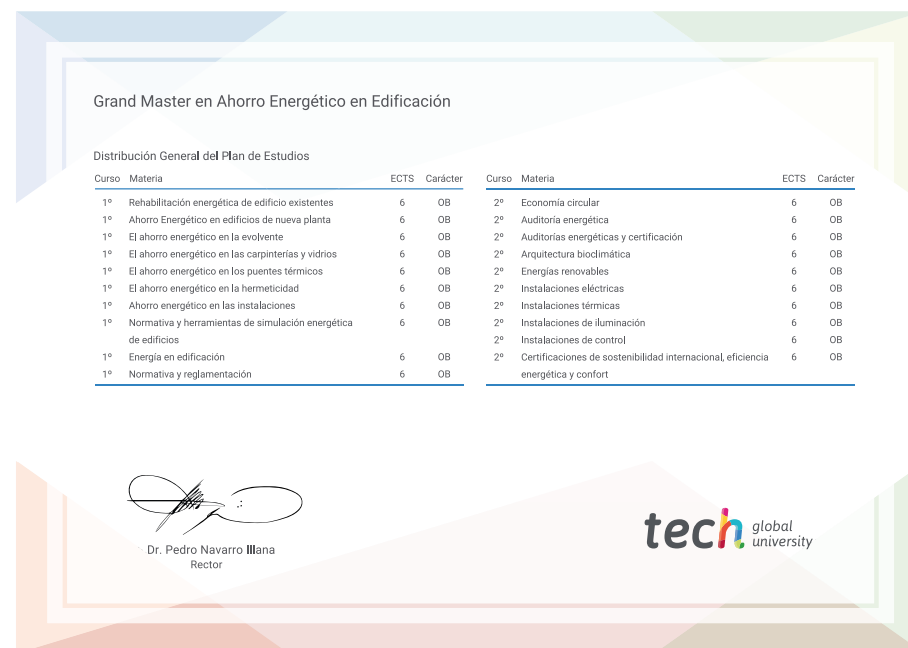 Grand Master en Ahorro Energético en Edificación
Distribución General del Plan de Estudios
Curso Materia ECTS Carácter
1º Rehabilitación energética de edificio existentes 6 OB
1º Ahorro Energético en edificios de nueva planta 6 OB
1º El ahorro energético en la evolvente 6 OB
1º El ahorro energético en las carpinterías y vidrios 6 OB
1º El ahorro energético en los puentes térmicos 6 OB
1º El ahorro energético en la hermeticidad 6 OB
1º Ahorro energético en las instalaciones 6 OB
1º Normativa y herramientas de simulación energética 6 OB
de edificios
1º Energía en edificación 6 OB
1º Normativa y reglamentación 6 OB
Curso Materia ECTS Carácter
2º Economía circular 6 OB
2º Auditoría energética 6 OB
2º Auditorías energéticas y certificación 6 OB
2º Arquitectura bioclimática 6 OB
2º Energías renovables 6 OB
2º Instalaciones eléctricas 6 OB
2º Instalaciones térmicas 6 OB
2º Instalaciones de iluminación 6 OB
2º Instalaciones de control 6 OB
2º Certificaciones de sostenibilidad internacional, eficiencia 6 OB
energética y confort
Dr. Pedro Navarro Illana
Rector
tech global
university